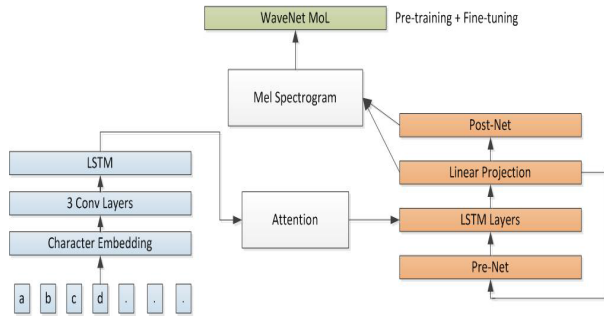 WaveNet MoL
Pre-training + Fine-tuning
Mel Spectrogram
Post-Net
LSTM
Linear Projection
3 Conv Layers
Attention
LSTM Layers
Character Embedding
Pre-Net
a b c d . . .